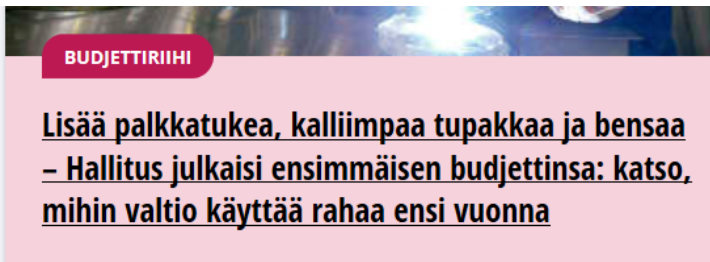 BUDJETTIRIIHI
Lisää palkkatukea, kalliimpaa tupakkaa ja bensaa
– Hallitus julkaisi ensimmäisen budjettinsa: katso,
mihin valtio käyttää rahaa ensi vuonna